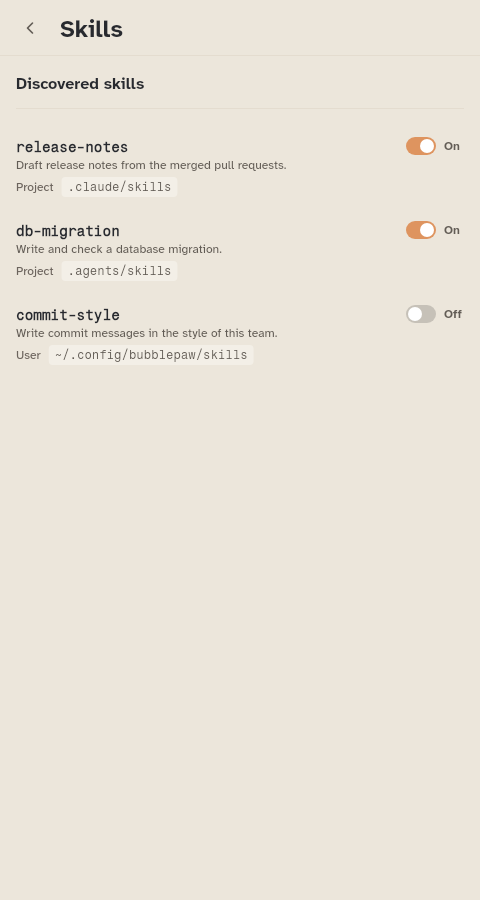 Skills
Discovered skills
release-notes
On
Draft release notes from the merged pull requests.
Project .claude/skills
db-migration
On
Write and check a database migration.
Project .agents/skills
commit-style
Off
Write commit messages in the style of this team.
User ~/.config/bubblepaw/skills